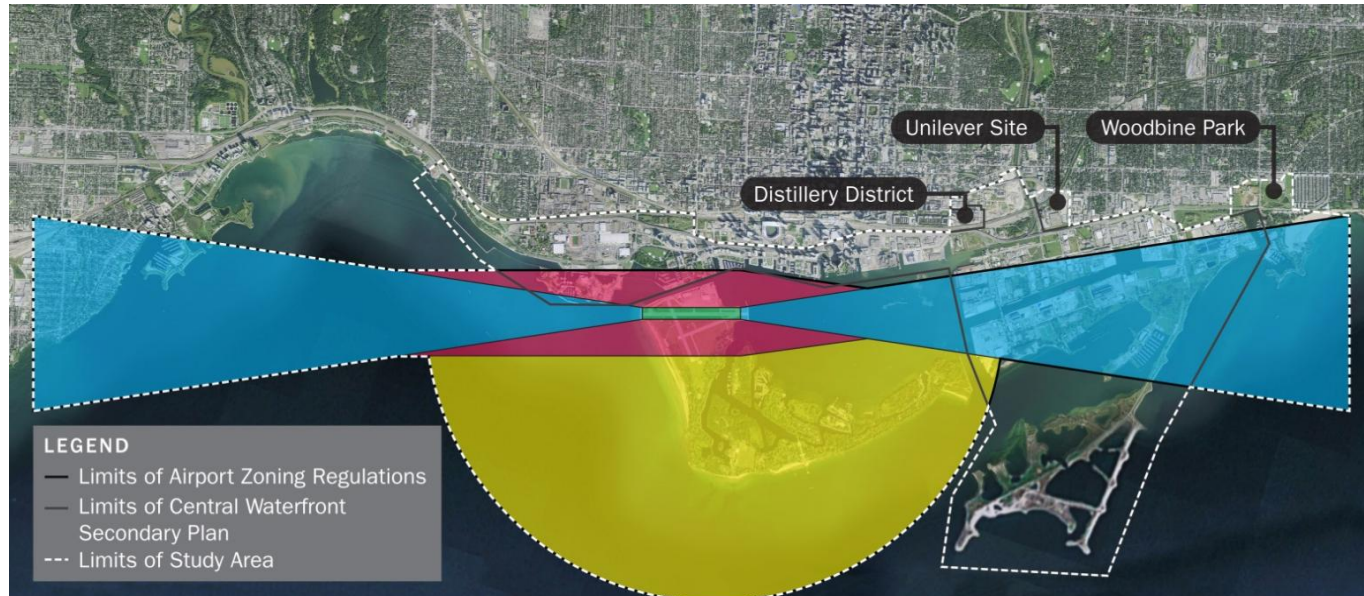 Unilever Site
Woodbine Park
Distillery District
LEGEND
Limits of Airport Zoning Regulations
Limits of Central Waterfront
Secondary Plan
Limits of Study Area